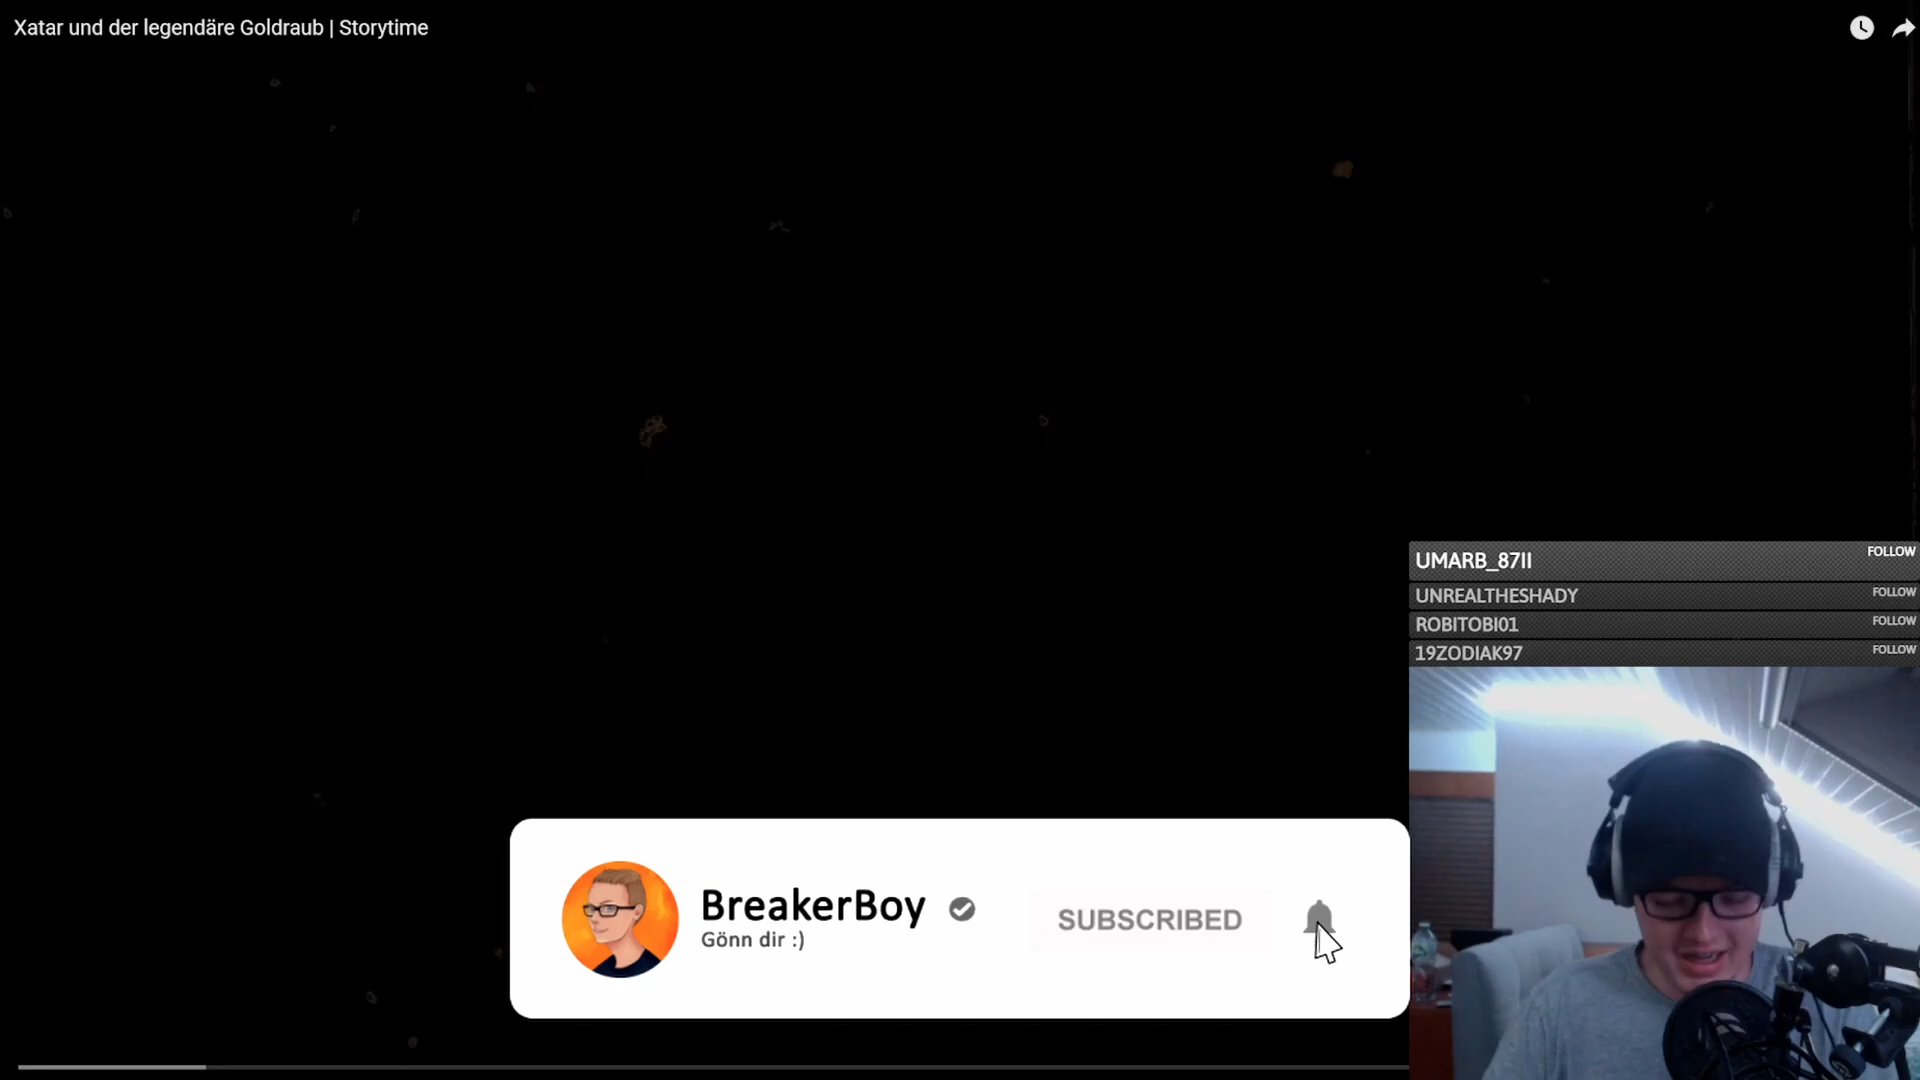 Xatar und der legendäre Goldraub | Storytime
UMARB_87II FOLLOW
UNREALTHESHADY FOLLOW
ROBITOBI01 FOLLOW
19ZODIAK97 FOLLOW
BreakerBoy
Gönn dir :)
SUBSCRIBED